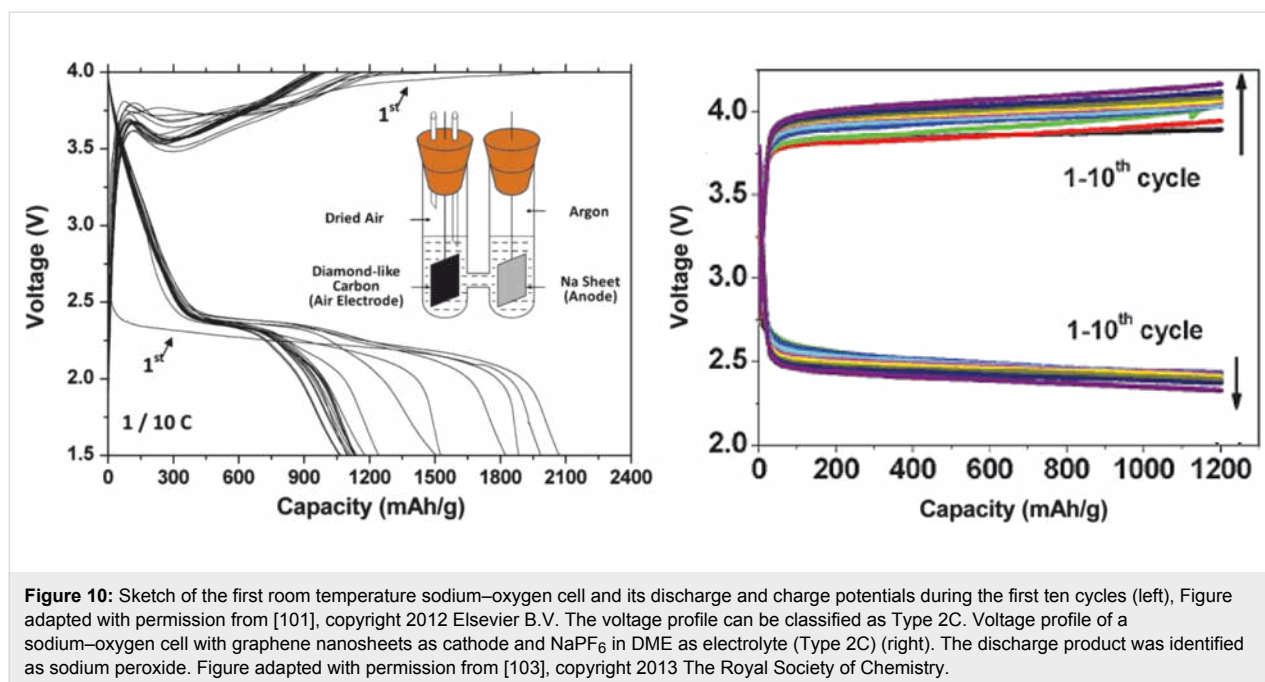 4.0
3.5
3.0
2.5
2.0
1.5
Voltage (V)
1st
Dried Air
Argon
Diamond-like
Carbon
(Air Electrode)
Na Sheet
(Anode)
1st
1 / 10 C
0 300 600 900 1200 1500 1800 2100 2400
Capacity (mAh/g)
4.0
3.5
3.0
2.5
2.0
Voltage (V)
1-10th cycle
1-10th cycle
0 200 400 600 800 1000 1200
Capacity (mAh/g)
Figure 10: Sketch of the first room temperature sodium–oxygen cell and its discharge and charge potentials during the first ten cycles (left), Figure
adapted with permission from [101], copyright 2012 Elsevier B.V. The voltage profile can be classified as Type 2C. Voltage profile of a
sodium–oxygen cell with graphene nanosheets as cathode and NaPF6 in DME as electrolyte (Type 2C) (right). The discharge product was identified
as sodium peroxide. Figure adapted with permission from [103], copyright 2013 The Royal Society of Chemistry.